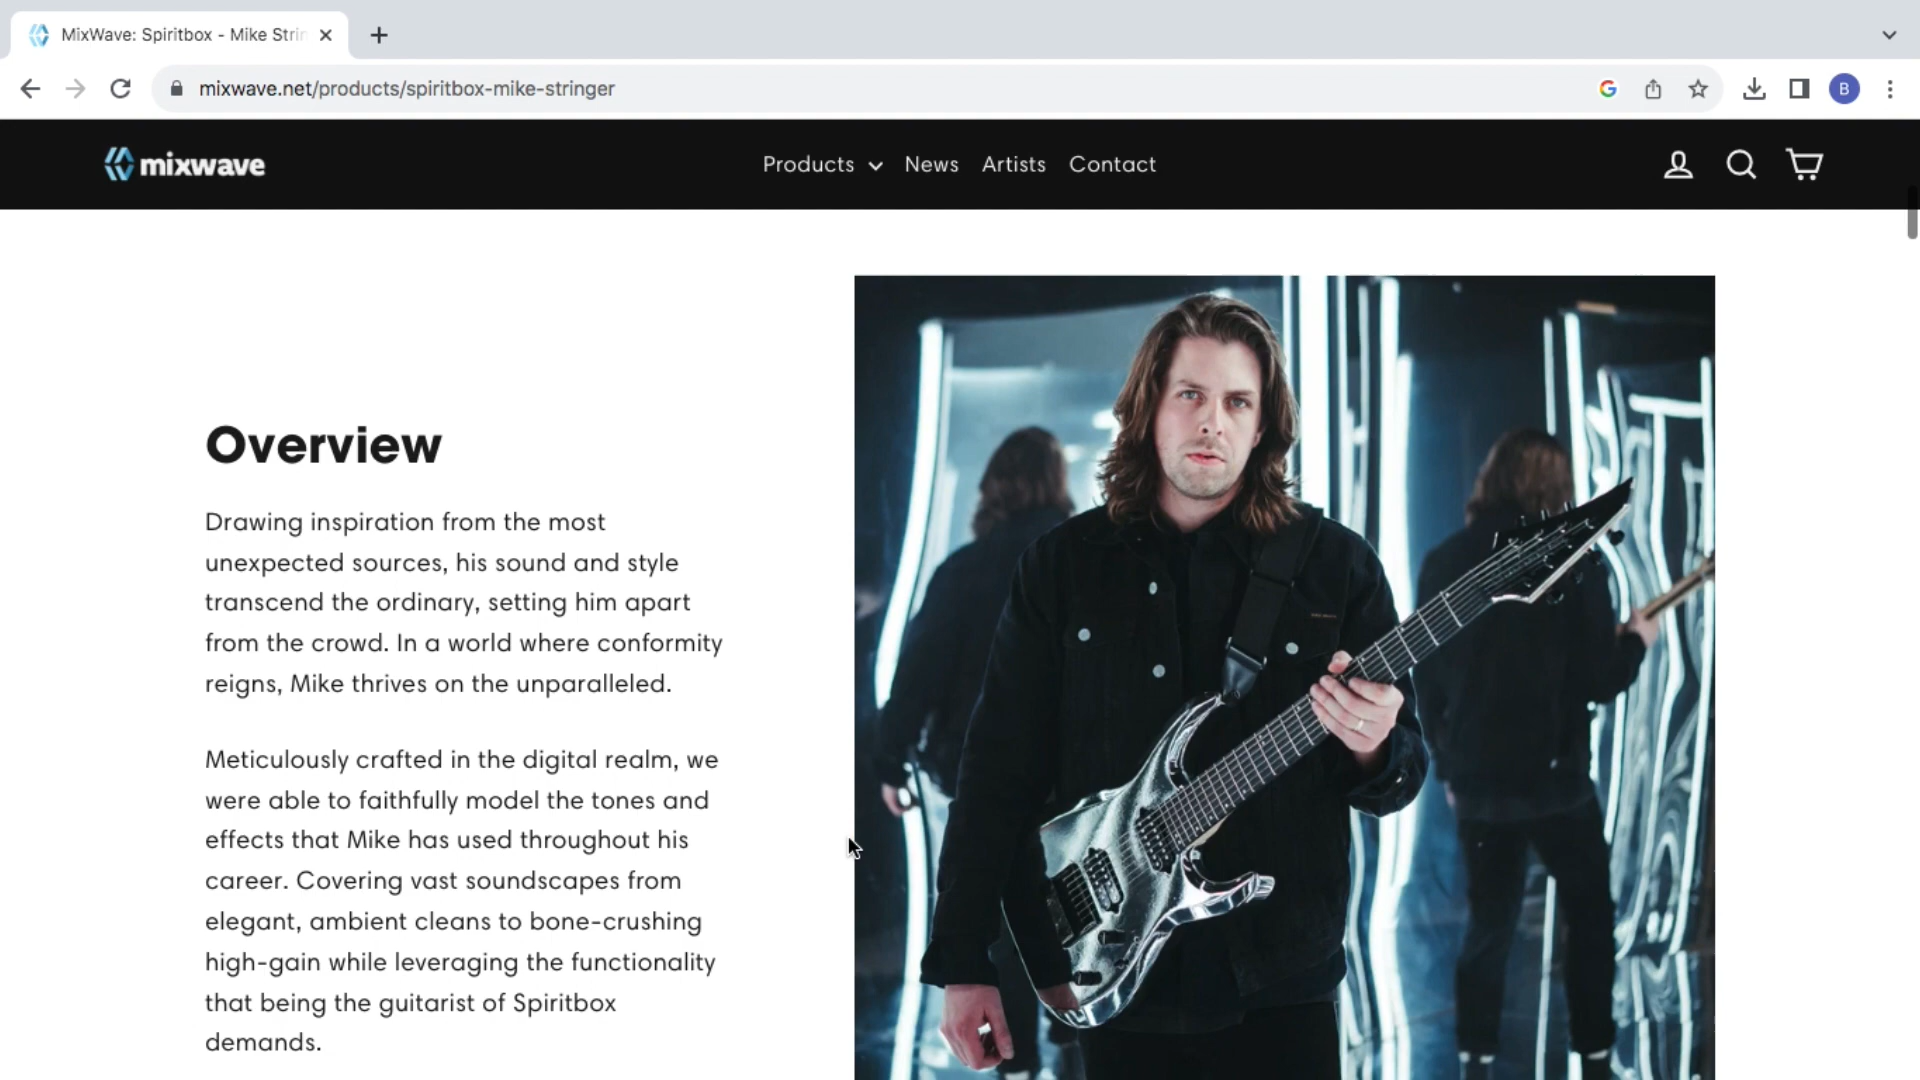 MixWave: Spiritbox - Mike Strin
mixwave.net/products/spiritbox-mike-stringer
B
mixwave
Products News Artists Contact
Overview
Drawing inspiration from the most
unexpected sources, his sound and style
transcend the ordinary, setting him apart
from the crowd. In a world where conformity
reigns, Mike thrives on the unparalleled.
Meticulously crafted in the digital realm, we
were able to faithfully model the tones and
effects that Mike has used throughout his
career. Covering vast soundscapes from
elegant, ambient cleans to bone-crushing
high-gain while leveraging the functionality
that being the guitarist of Spiritbox
demands.